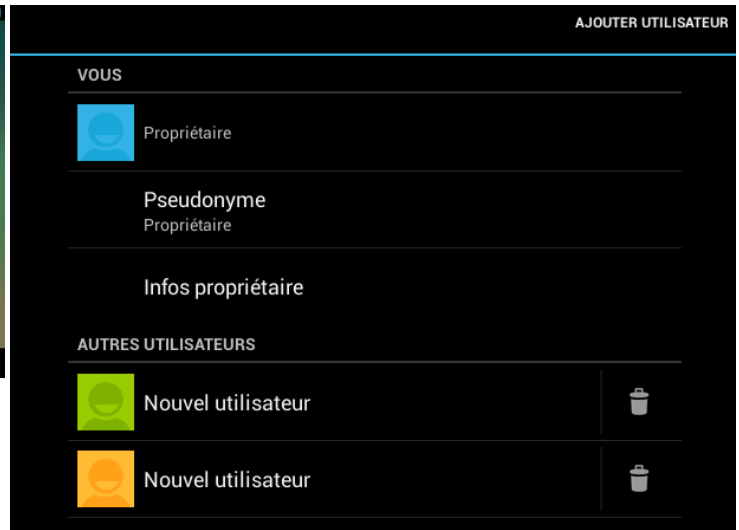 AJOUTER UTILISATEUR
VOUS
Propriétaire
Pseudonyme
Propriétaire
Infos propriétaire
AUTRES UTILISATEURS
Nouvel utilisateur
Nouvel utilisateur